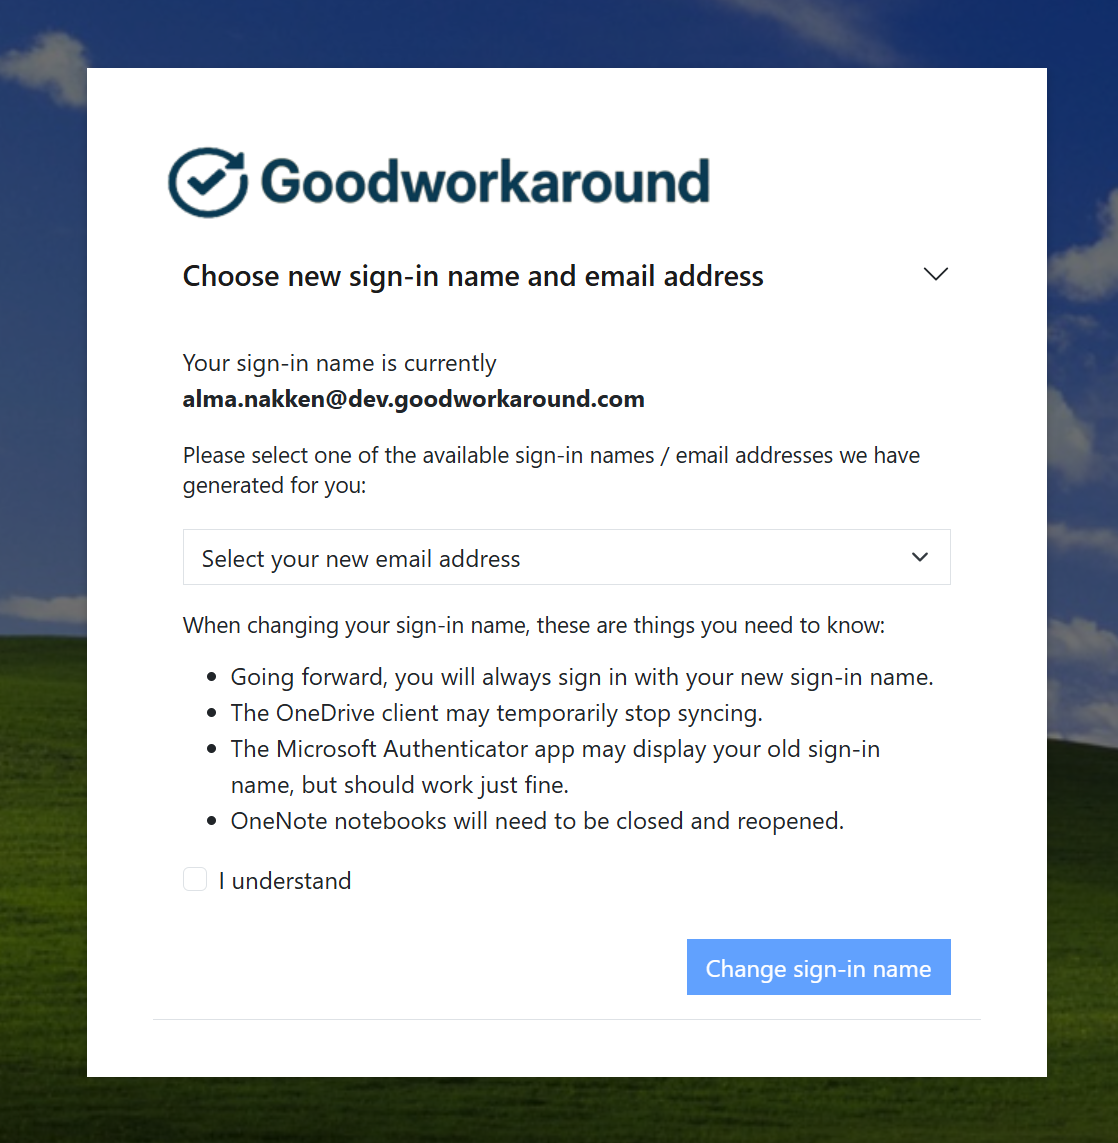 Goodworkaround
Choose new sign-in name and email address
Your sign-in name is currently
alma.nakken@dev.goodworkaround.com
Please select one of the available sign-in names / email addresses we have
generated for you:
Select your new email address
When changing your sign-in name, these are things you need to know:
• Going forward, you will always sign in with your new sign-in name.
• The OneDrive client may temporarily stop syncing.
• The Microsoft Authenticator app may display your old sign-in
name, but should work just fine.
• OneNote notebooks will need to be closed and reopened.
I understand
Change sign-in name